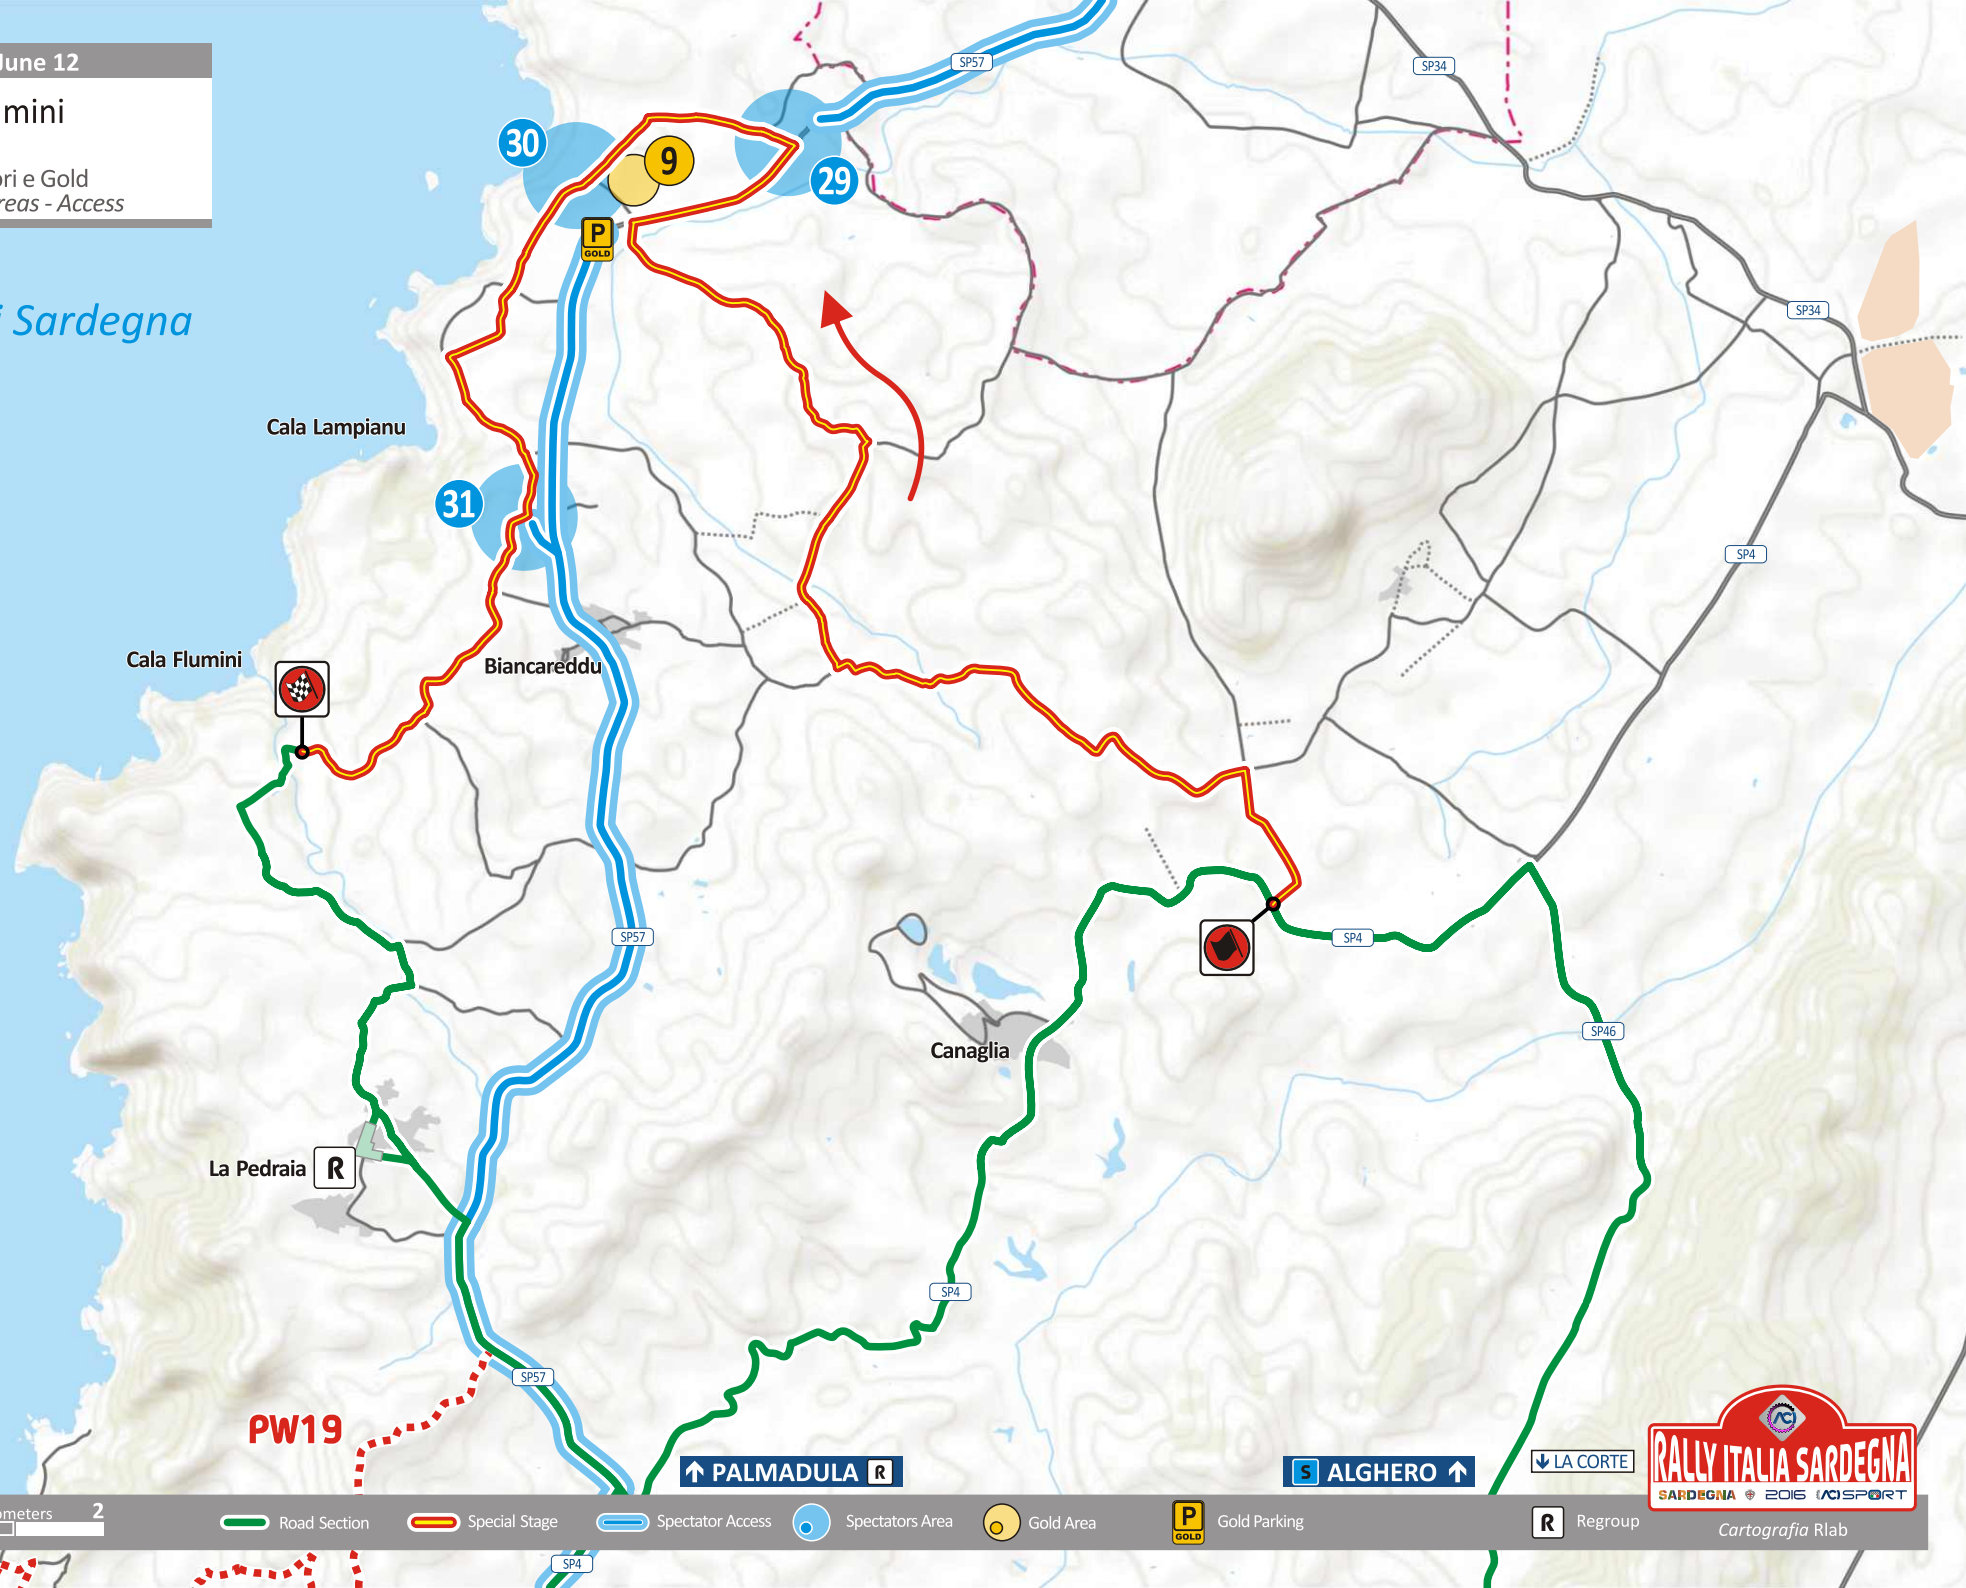 June 12
mini
ori e Gold
reas - Access
i Sardegna
SP57
SP34
30
9
29
P
GOLD
SP34
Cala Lampianu
31
SP4
Cala Flumini
Biancareddu
SP57
SP4
SP46
Canaglia
La Pedraia
R
SP4
SP57
PW19
PALMADULA R
S ALGHERO
LA CORTE
RALLY ITALIA SARDEGNA
SARDEGNA 2016 ACI SPORT
ometers 2
Road Section
Special Stage
Spectator Access
Spectators Area
Gold Area
P
GOLD
Gold Parking
R
Regroup
Cartografia Rlab
SP4